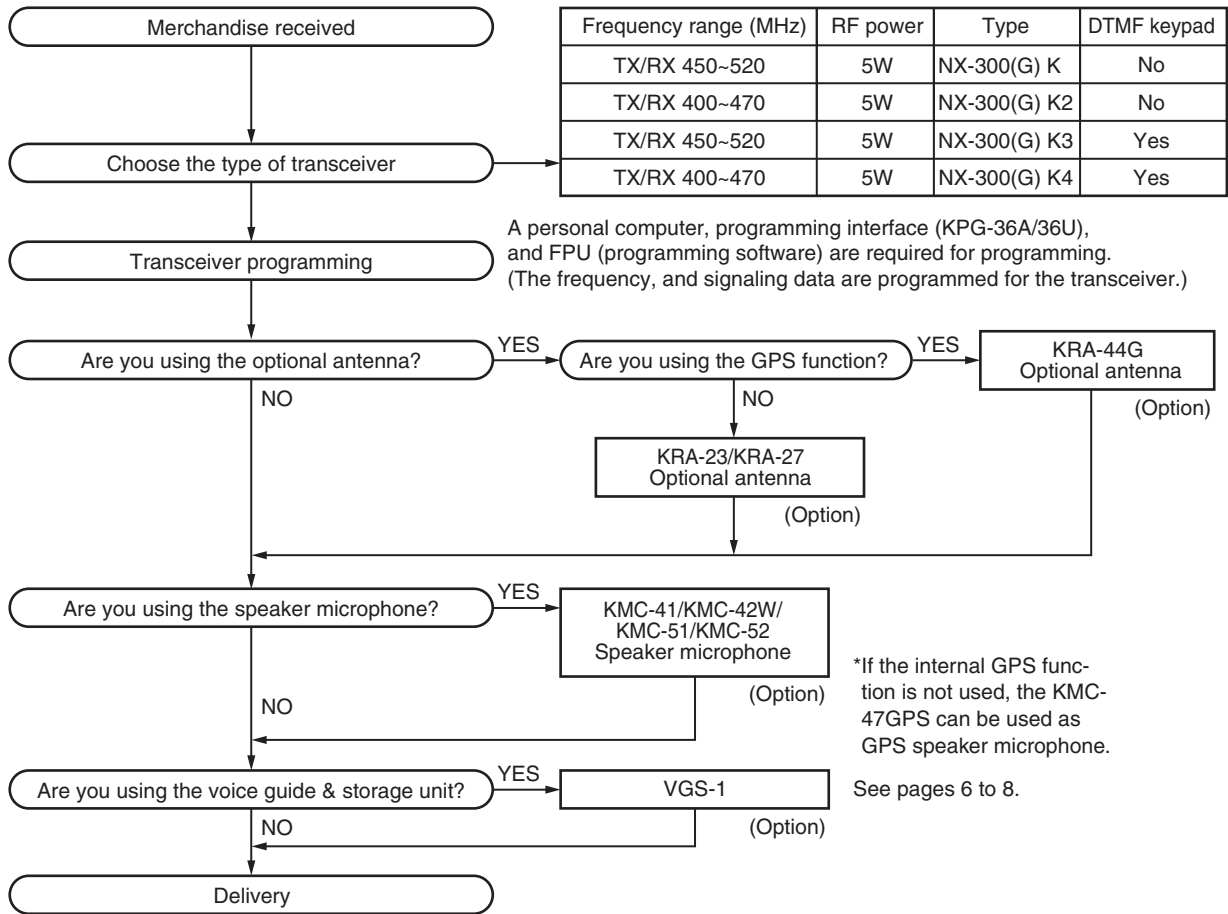 Merchandise received
Frequency range (MHz) RF power Type DTMF keypad
TX/RX 450~520 5W NX-300(G) K No
TX/RX 400~470 5W NX-300(G) K2 No
TX/RX 450~520 5W NX-300(G) K3 Yes
TX/RX 400~470 5W NX-300(G) K4 Yes
Choose the type of transceiver
Transceiver programming
A personal computer, programming interface (KPG-36A/36U),
and FPU (programming software) are required for programming.
(The frequency, and signaling data are programmed for the transceiver.)
Are you using the optional antenna?
YES
Are you using the GPS function?
YES
KRA-44G
Optional antenna
(Option)
NO
NO
KRA-23/KRA-27
Optional antenna
(Option)
Are you using the speaker microphone?
YES
KMC-41/KMC-42W/
KMC-51/KMC-52
Speaker microphone
(Option)
*If the internal GPS func-
tion is not used, the KMC-
47GPS can be used as
GPS speaker microphone.
See pages 6 to 8.
NO
Are you using the voice guide & storage unit?
YES
VGS-1
(Option)
NO
Delivery